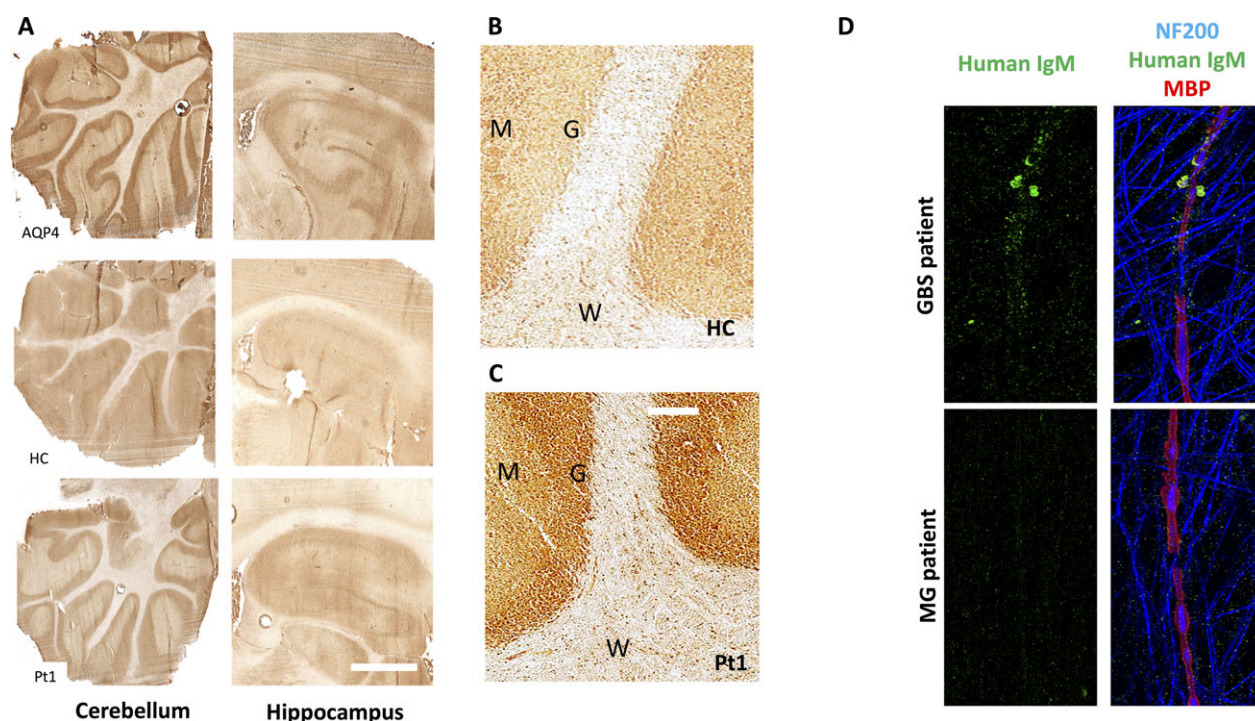 A
AQP4
HC
Pt1
Cerebellum
Hippocampus
B
M
G
W
HC
C
M
G
W
Pt1
D
Human IgM
NF200
Human IgM
MBP
GBS patient
MG patient